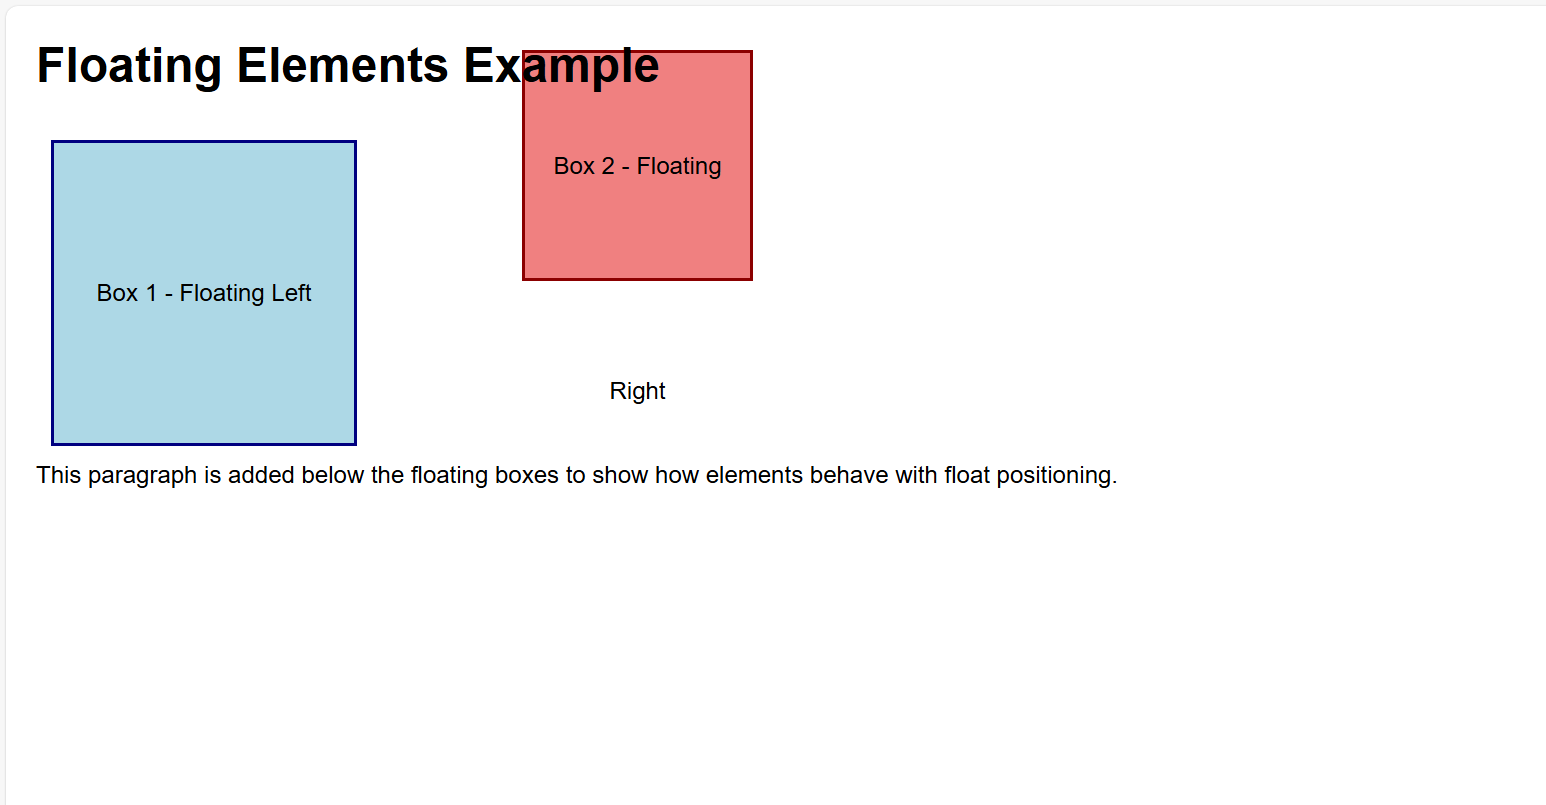 Floating Elements Example
Box 2 - Floating
Box 1 - Floating Left
Right
This paragraph is added below the floating boxes to show how elements behave with float positioning.